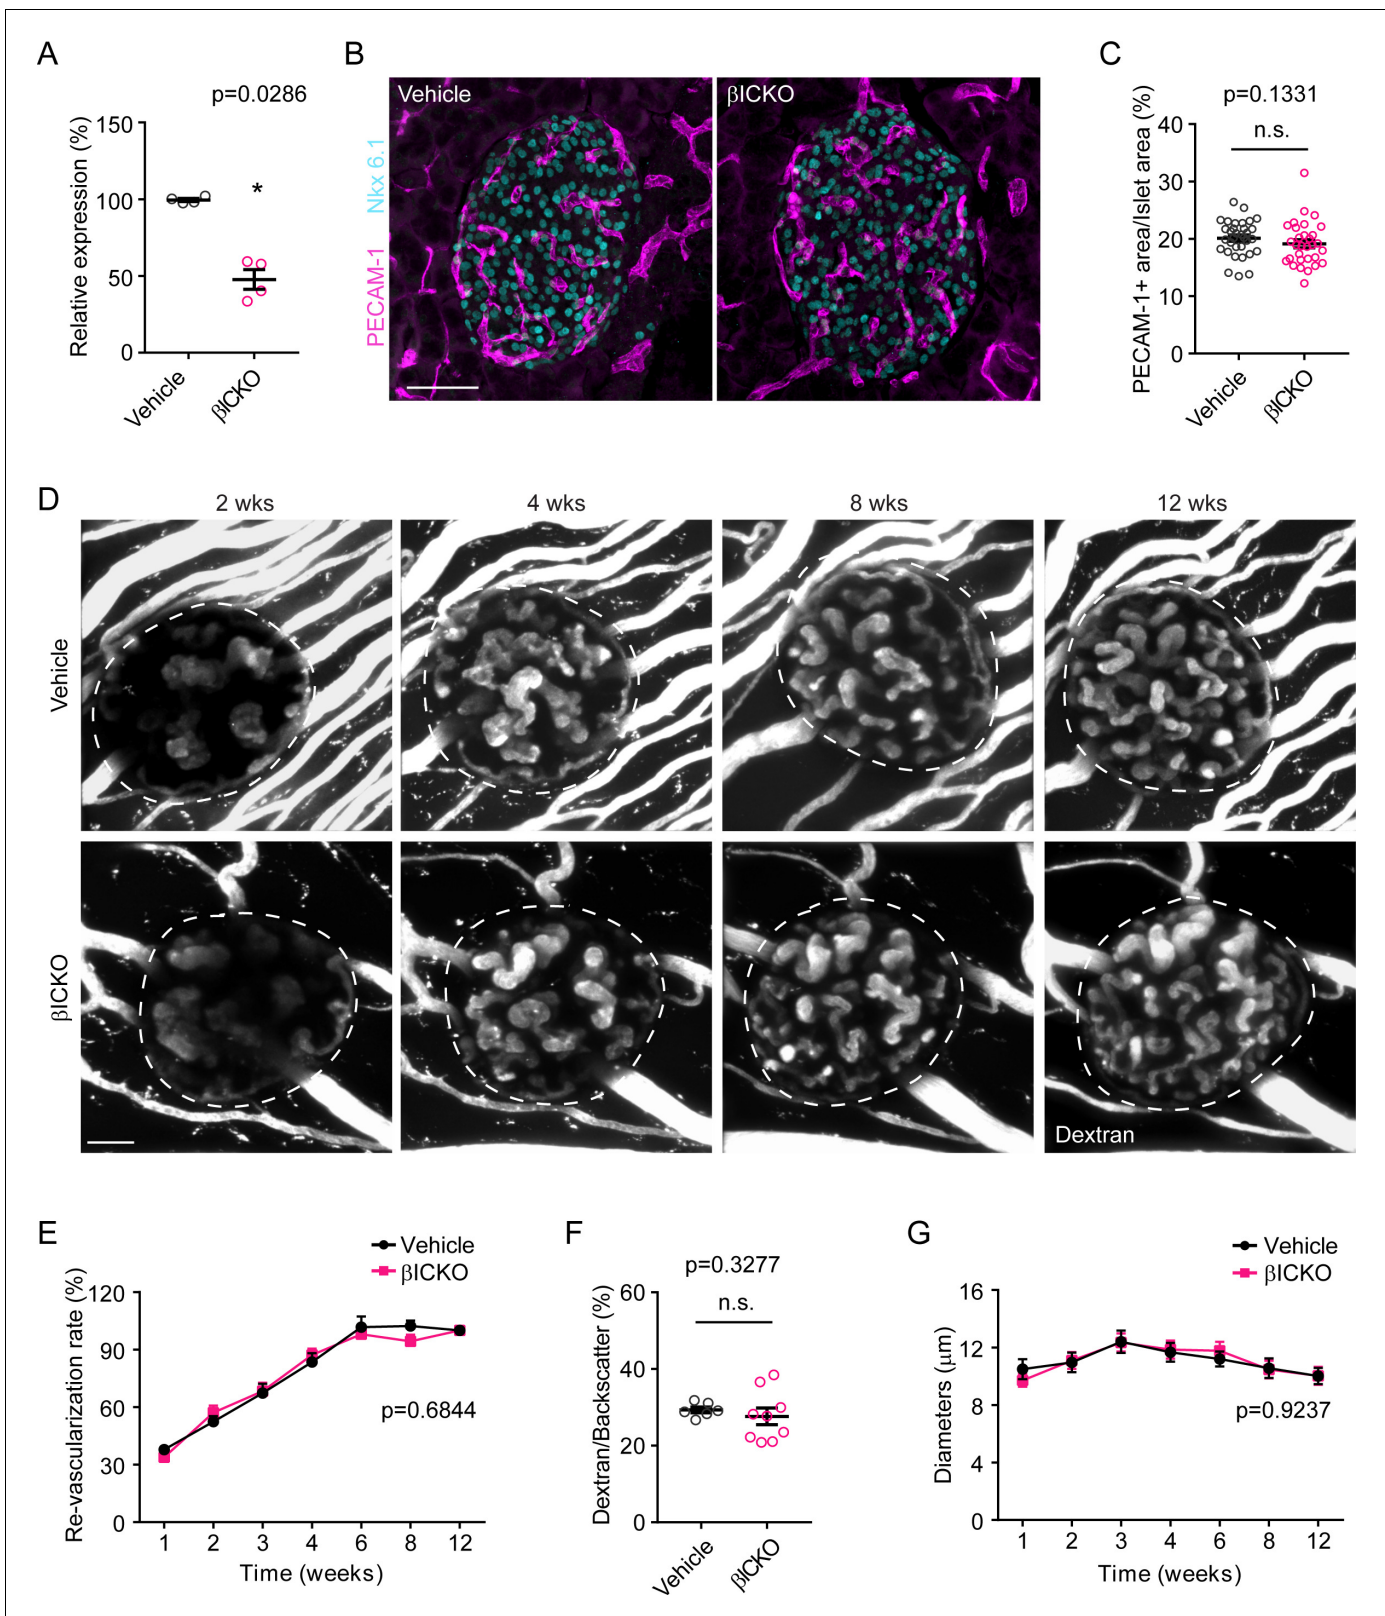 A
p=0.0286
Relative expression (%)
150
100
50
0
*
Vehicle
βICKO
B
PECAM-1 Nkx 6.1
Vehicle
βICKO
C
p=0.1331
n.s.
PECAM-1+ area/Islet area (%)
40
30
20
10
0
Vehicle
βICKO
D
2 wks
4 wks
8 wks
12 wks
Vehicle
βICKO
Dextran
E
Vehicle
βICKO
Re-vascularization rate (%)
120
90
60
30
0
p=0.6844
1 2 3 4 6 8 12
Time (weeks)
F
p=0.3277
n.s.
Dextran/Backscatter (%)
60
40
20
0
Vehicle
βICKO
G
Vehicle
βICKO
Diameters (μm)
16
12
8
4
0
p=0.9237
1 2 3 4 6 8 12
Time (weeks)